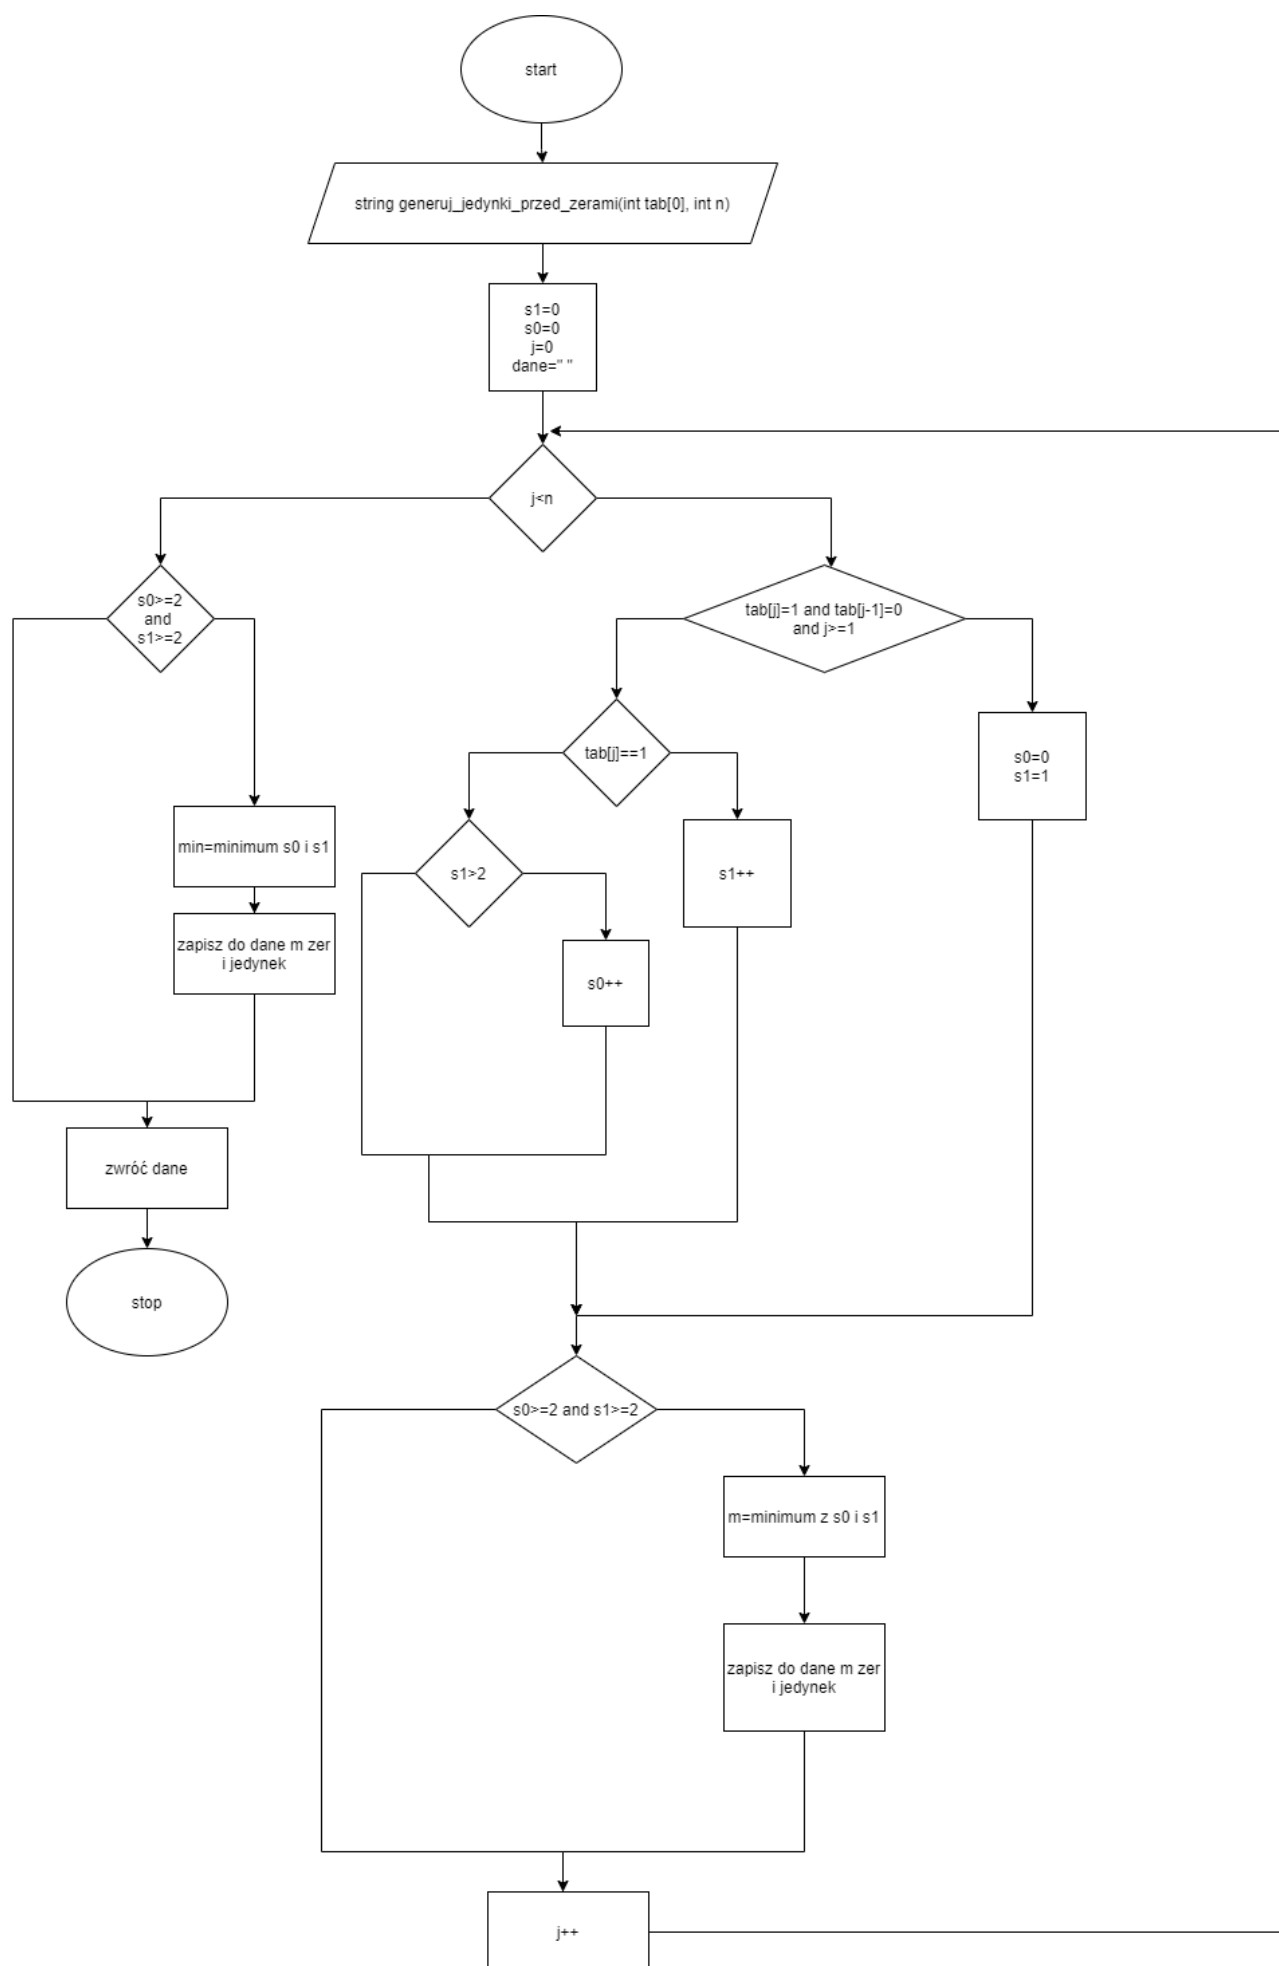 start
string generuj_jedynki_przed_zerami(int tab[0], int n)
s1=0
s0=0
j=0
dane=" "
j<n
s0>=2
and
s1>=2
tab[j]=1 and tab[j-1]=0
and j>=1
tab[j]==1
s0=0
s1=1
min=minimum s0 i s1
s1>2
s1++
zapisz do dane m zer
i jedynek
s0++
zwróć dane
stop
s0>=2 and s1>=2
m=minimum z s0 i s1
zapisz do dane m zer
i jedynek
j++